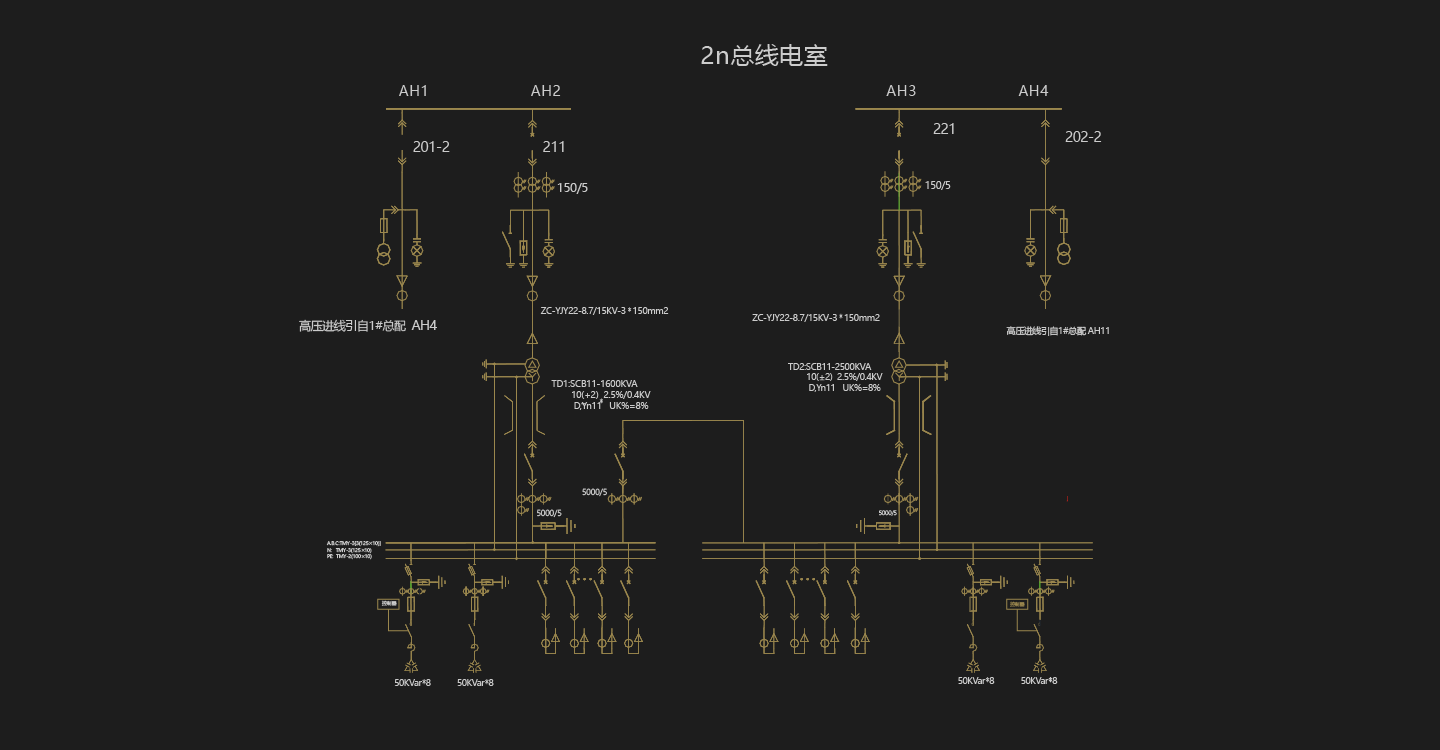 2n总线电室
AH1
AH2
AH3
AH4
201-2
211
221
202-2
150/5
150/5
高压进线引自1#总配 AH4
ZC-YJY22-8.7/15KV-3*150mm2
ZC-YJY22-8.7/15KV-3*150mm2
高压进线引自1#总配 AH11
TD1:SCB11-1600KVA
10(+2) 2.5%/0.4KV
D,Yn11 UK%=8%
TD2:SCB11-2500KVA
10(±2) 2.5%/0.4KV
D,Yn11 UK%=8%
5000/5
5000/5
5000/5
A.B.C:TMY-3[3(125×10)]
N: TMY-3(125×10)
PE: TMY-2(100×10)
控制器
控制器
50KVar*8
50KVar*8
50KVar*8
50KVar*8